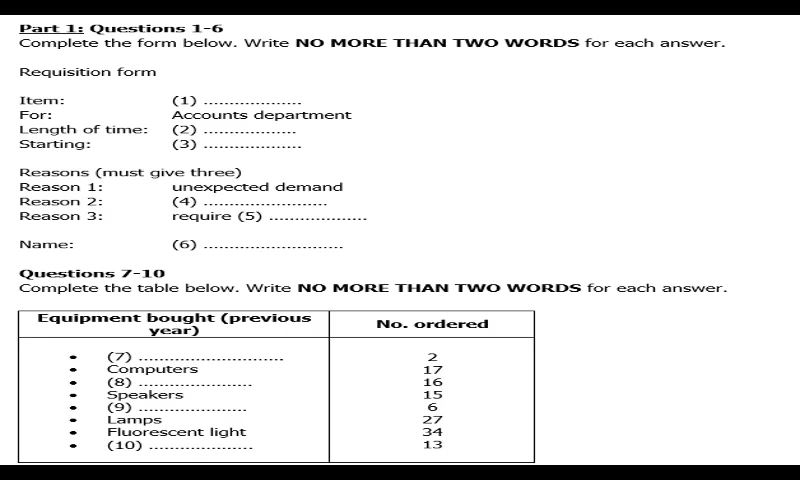 Part 1: Questions 1-6
Complete the form below. Write NO MORE THAN TWO WORDS for each answer.
Requisition form
Item: (1) ...................
For: Accounts department
Length of time: (2) ..................
Starting: (3) ...................
Reasons (must give three)
Reason 1: unexpected demand
Reason 2: (4) ........................
Reason 3: require (5) ...................
Name: (6) ...........................
Questions 7-10
Complete the table below. Write NO MORE THAN TWO WORDS for each answer.
Equipment bought (previous year) No. ordered
• (7) ............................ 2
• Computers 17
• (8) ...................... 16
• Speakers 15
• (9) ..................... 6
• Lamps 27
• Fluorescent light 34
• (10) .................... 13